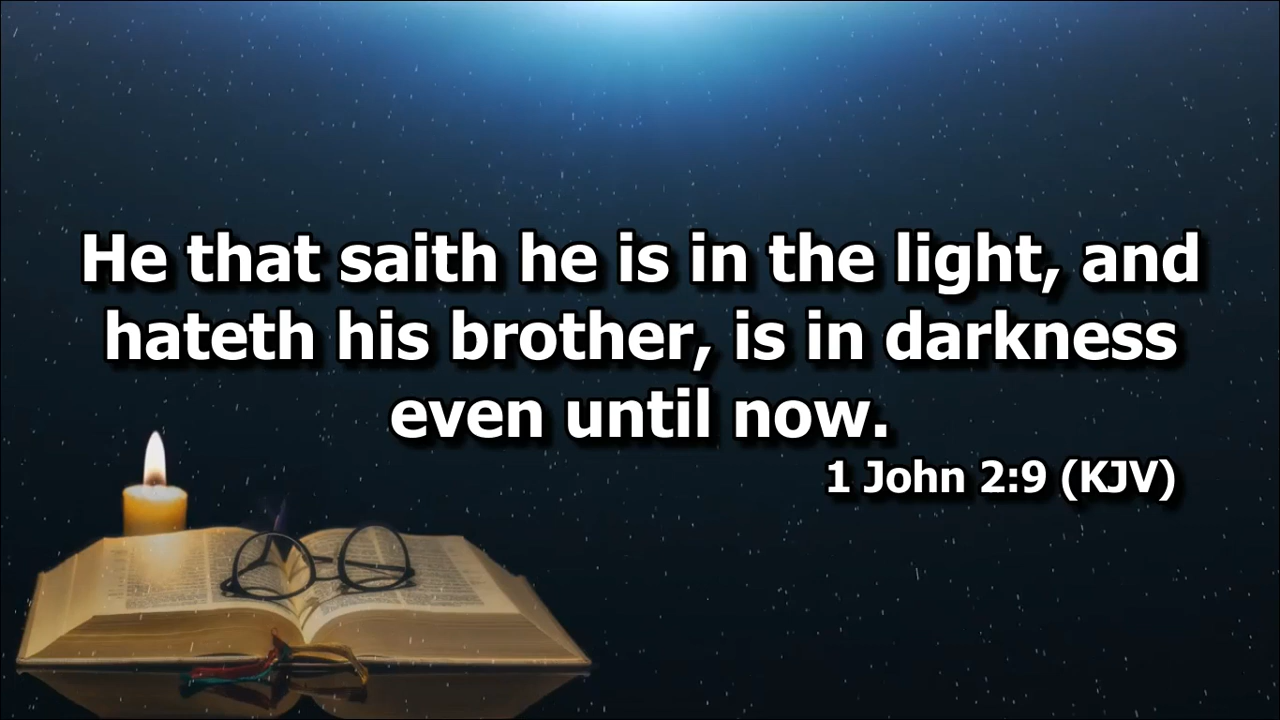 He that saith he is in the light, and
hateth his brother, is in darkness
even until now.
1 John 2:9 (KJV)